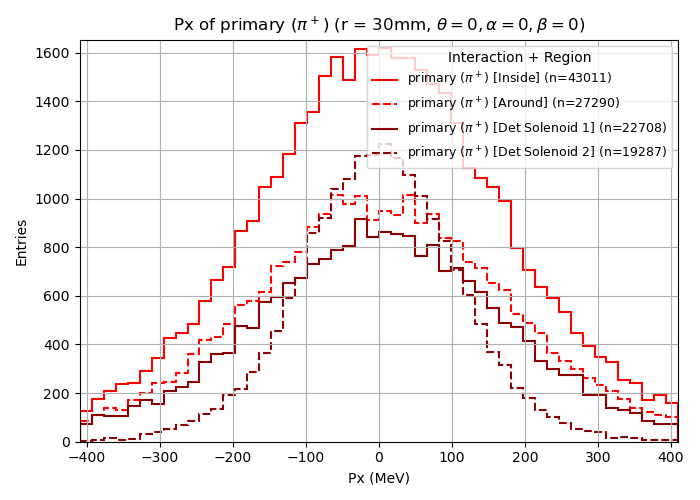 Px of primary (π⁺) (r = 30mm, θ = 0, α = 0, β = 0)
Entries
1600
1400
1200
1000
800
600
400
200
0
Interaction + Region
primary (π⁺) [Inside] (n=43011)
primary (π⁺) [Around] (n=27290)
primary (π⁺) [Det Solenoid 1] (n=22708)
primary (π⁺) [Det Solenoid 2] (n=19287)
−400 −300 −200 −100 0 100 200 300 400
Px (MeV)